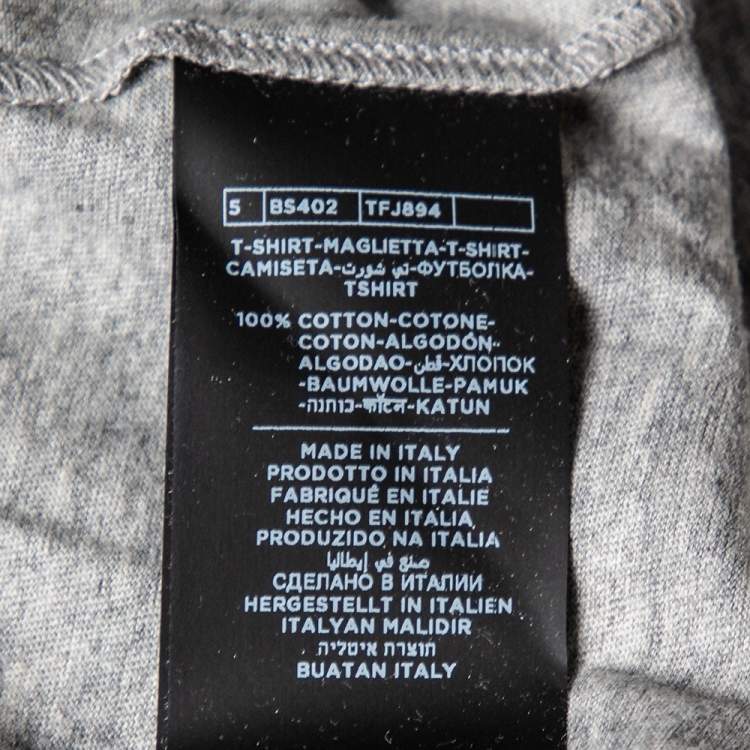 5 BS402 TFJ894
T-SHIRT-MAGLIETTA-T-SHIRT-
CAMISETA-تي شورت-ФУТБОЛКА-
TSHIRT
100% COTTON-COTONE-
COTON-ALGODÓN-
ALGODAO-قطن-ХЛОПОК
-BAUMWOLLE-PAMUK
-כותנה-कॉटन-KATUN
MADE IN ITALY
PRODOTTO IN ITALIA
FABRIQUÉ EN ITALIE
HECHO EN ITALIA
PRODUZIDO NA ITALIA
صنع في إيطاليا
СДЕЛАНО В ИТАЛИИ
HERGESTELLT IN ITALIEN
ITALYAN MALIDIR
תוצרת איטליה
BUATAN ITALY